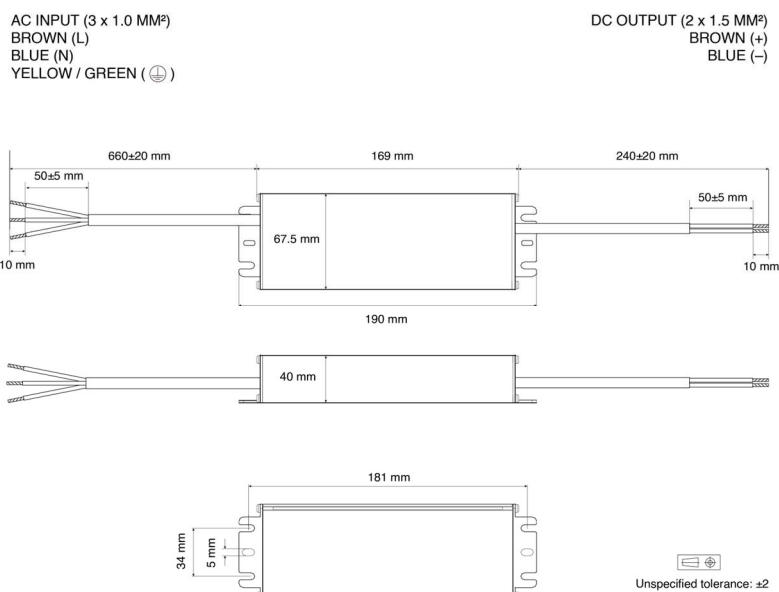 AC INPUT (3 x 1.0 MM²)
BROWN (L)
BLUE (N)
YELLOW / GREEN (⏚)
DC OUTPUT (2 x 1.5 MM²)
BROWN (+)
BLUE (–)
660±20 mm
169 mm
240±20 mm
50±5 mm
50±5 mm
67.5 mm
10 mm
10 mm
190 mm
40 mm
181 mm
34 mm
5 mm
Unspecified tolerance: ±2